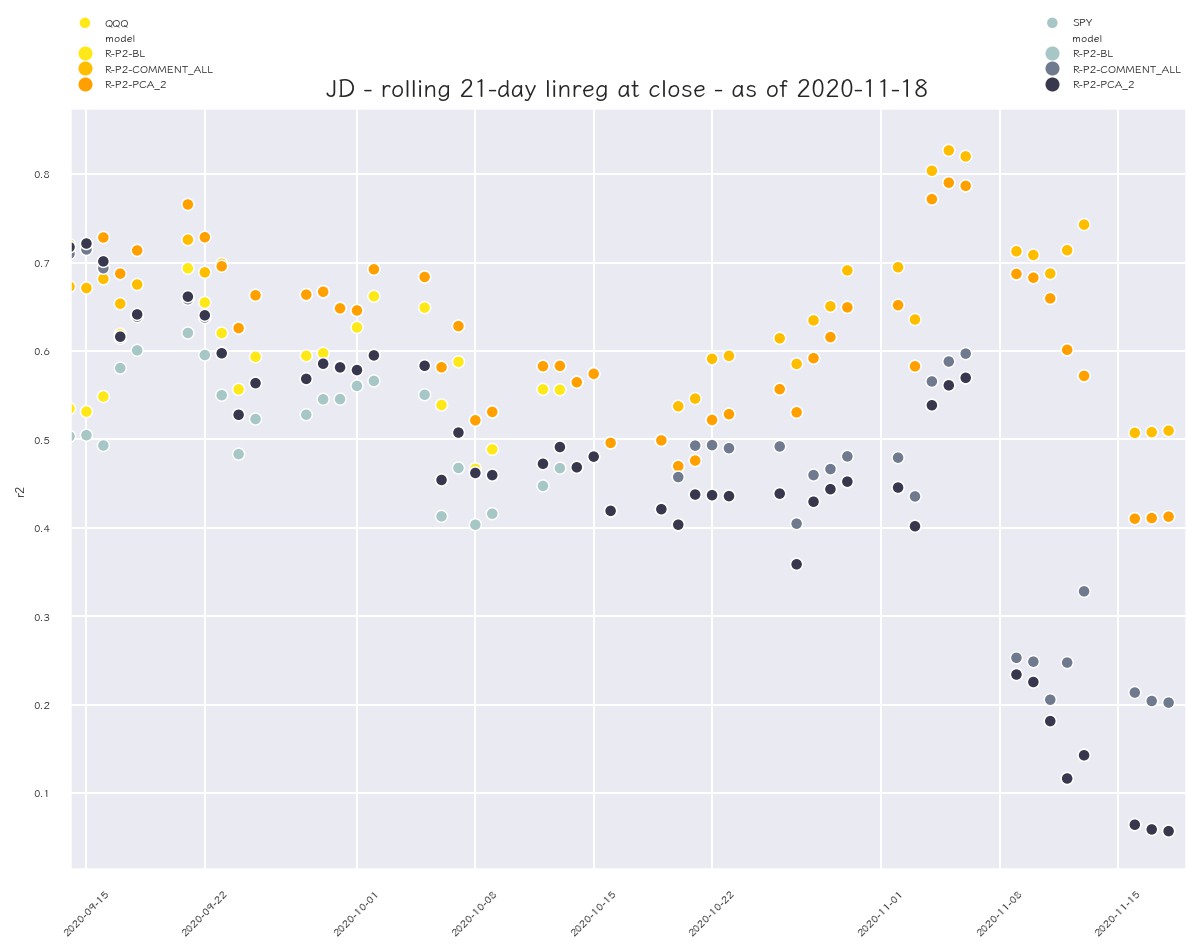 QQQ
model
R-P2-BL
R-P2-COMMENT_ALL
R-P2-PCA_2
SPY
model
R-P2-BL
R-P2-COMMENT_ALL
R-P2-PCA_2
JD - rolling 21-day linreg at close - as of 2020-11-18
0.8
0.7
0.6
0.5
0.4
0.3
0.2
0.1
r2
2020-09-15
2020-09-22
2020-10-01
2020-10-08
2020-10-15
2020-10-22
2020-11-01
2020-11-08
2020-11-15